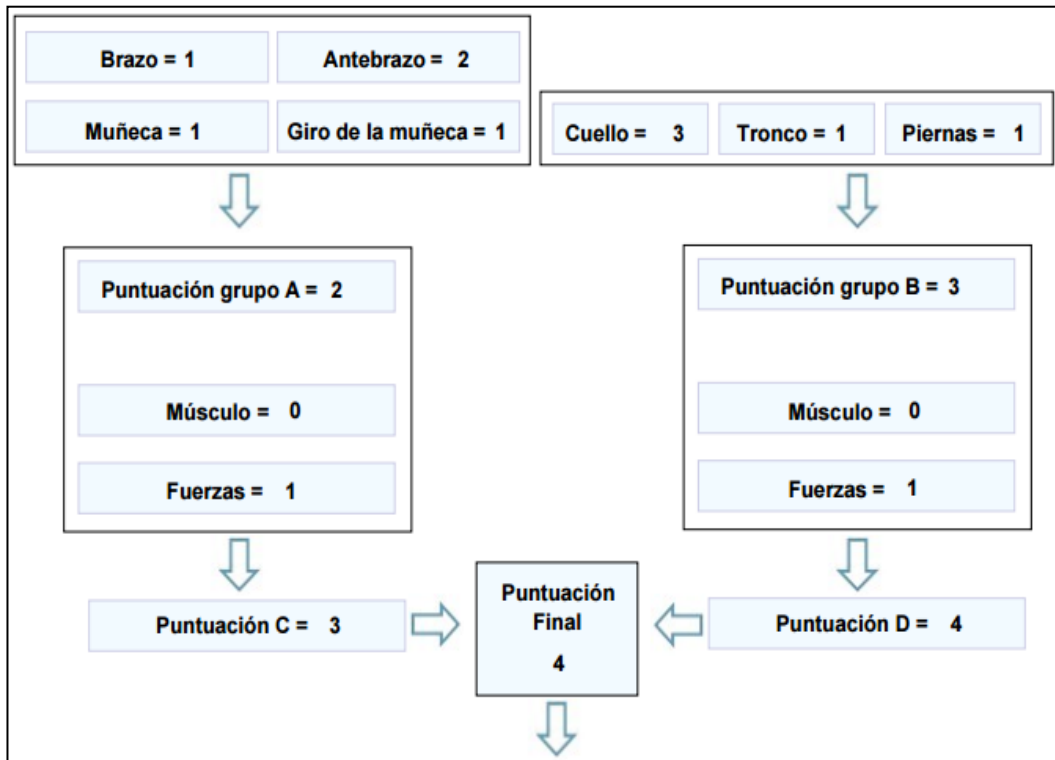 Brazo = 1
Antebrazo = 2
Muñeca = 1
Giro de la muñeca = 1
Cuello = 3
Tronco = 1
Piernas = 1
Puntuación grupo A = 2
Músculo = 0
Fuerzas = 1
Puntuación grupo B = 3
Músculo = 0
Fuerzas = 1
Puntuación C = 3
Puntuación
Final
4
Puntuación D = 4